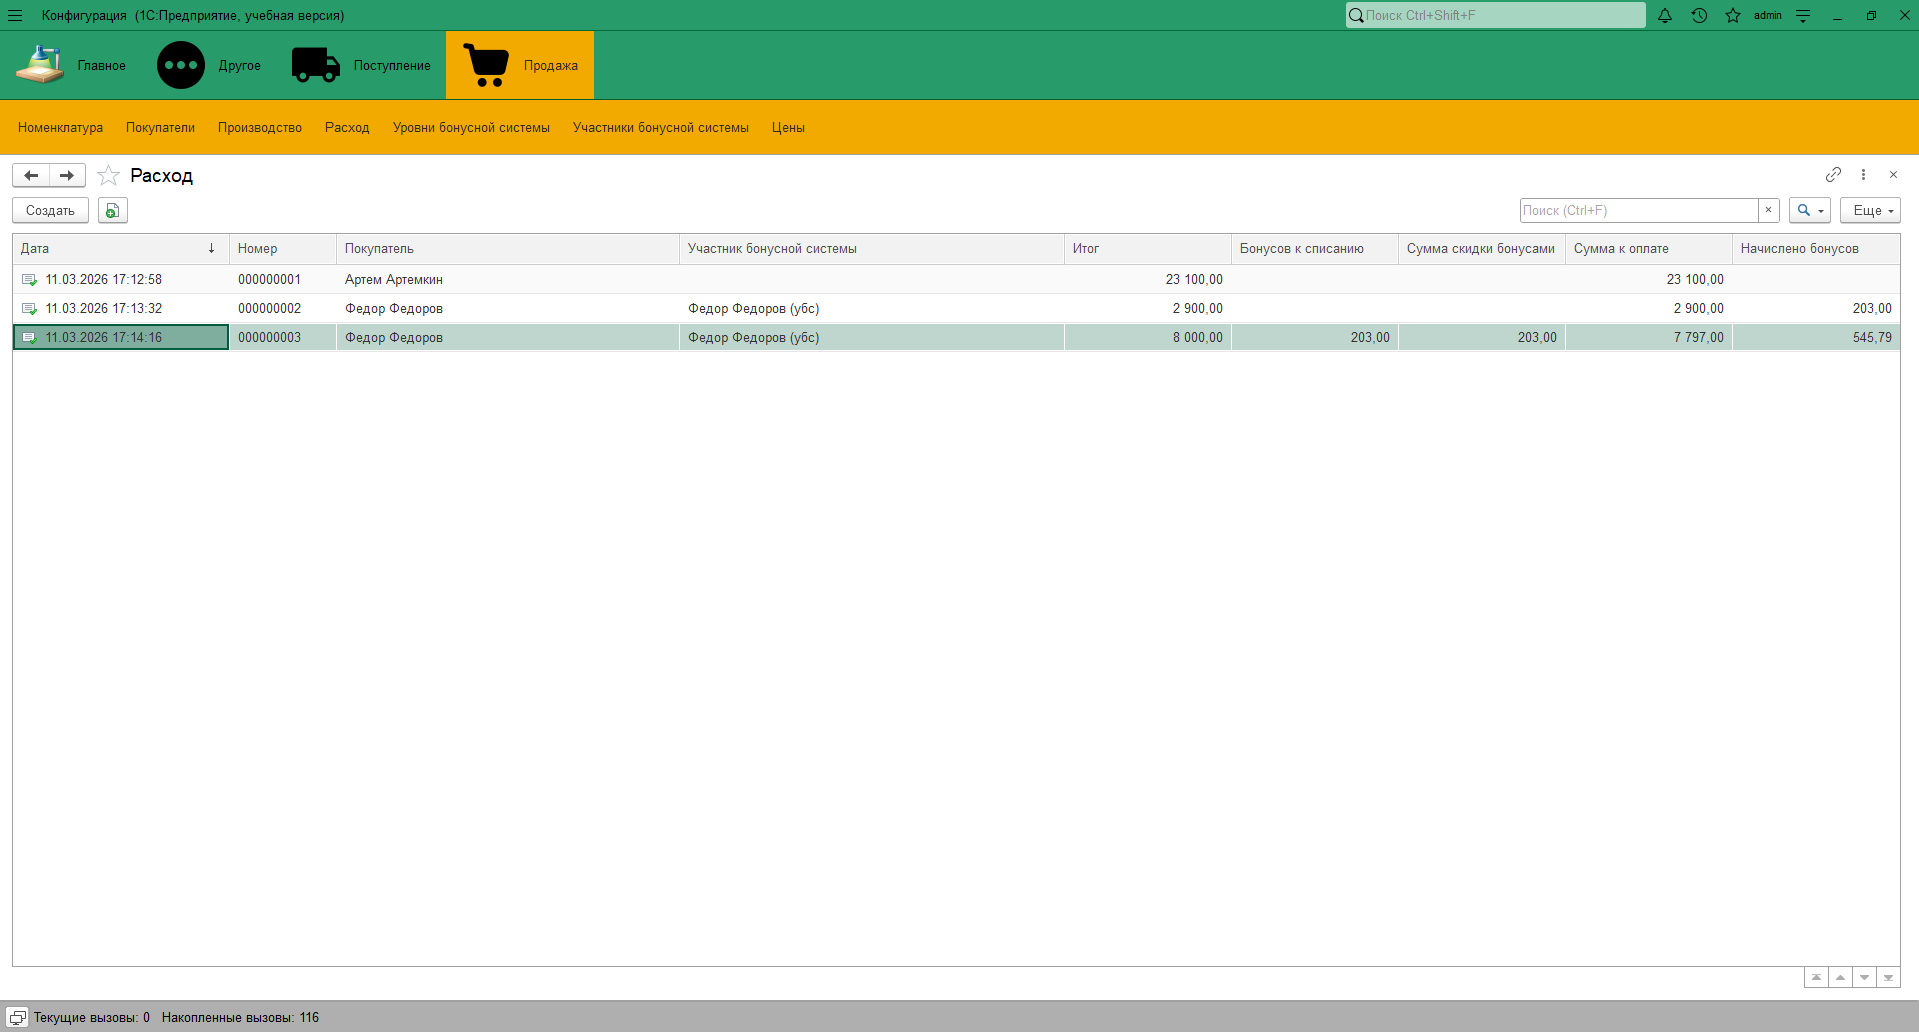 Конфигурация (1С:Предприятие, учебная версия)
Поиск Ctrl+Shift+F
admin
Главное
Другое
Поступление
Продажа
Номенклатура
Покупатели
Производство
Расход
Уровни бонусной системы
Участники бонусной системы
Цены
Расход
Создать
Поиск (Ctrl+F)
Еще
Дата ↓ Номер Покупатель Участник бонусной системы Итог Бонусов к списанию Сумма скидки бонусами Сумма к оплате Начислено бонусов
11.03.2026 17:12:58 000000001 Артем Артемкин 23 100,00 23 100,00
11.03.2026 17:13:32 000000002 Федор Федоров Федор Федоров (убс) 2 900,00 2 900,00 203,00
11.03.2026 17:14:16 000000003 Федор Федоров Федор Федоров (убс) 8 000,00 203,00 203,00 7 797,00 545,79
Текущие вызовы: 0 Накопленные вызовы: 116